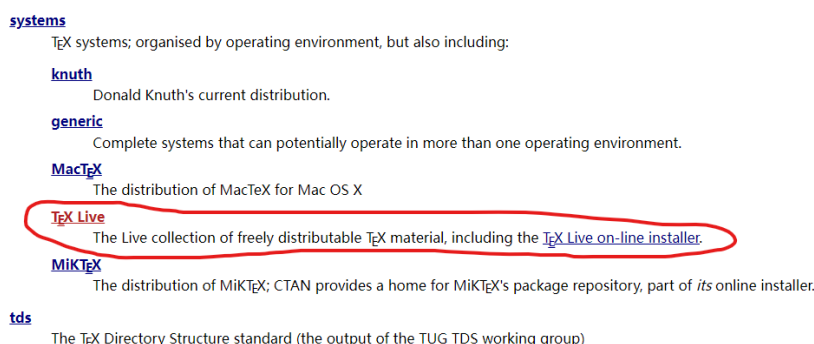 systems
TEX systems; organised by operating environment, but also including:
knuth
Donald Knuth's current distribution.
generic
Complete systems that can potentially operate in more than one operating environment.
MacTEX
The distribution of MacTeX for Mac OS X
TEX Live
The Live collection of freely distributable TEX material, including the TEX Live on-line installer.
MiKTEX
The distribution of MiKTEX; CTAN provides a home for MiKTEX's package repository, part of its online installer.
tds
The TEX Directory Structure standard (the output of the TUG TDS working group)